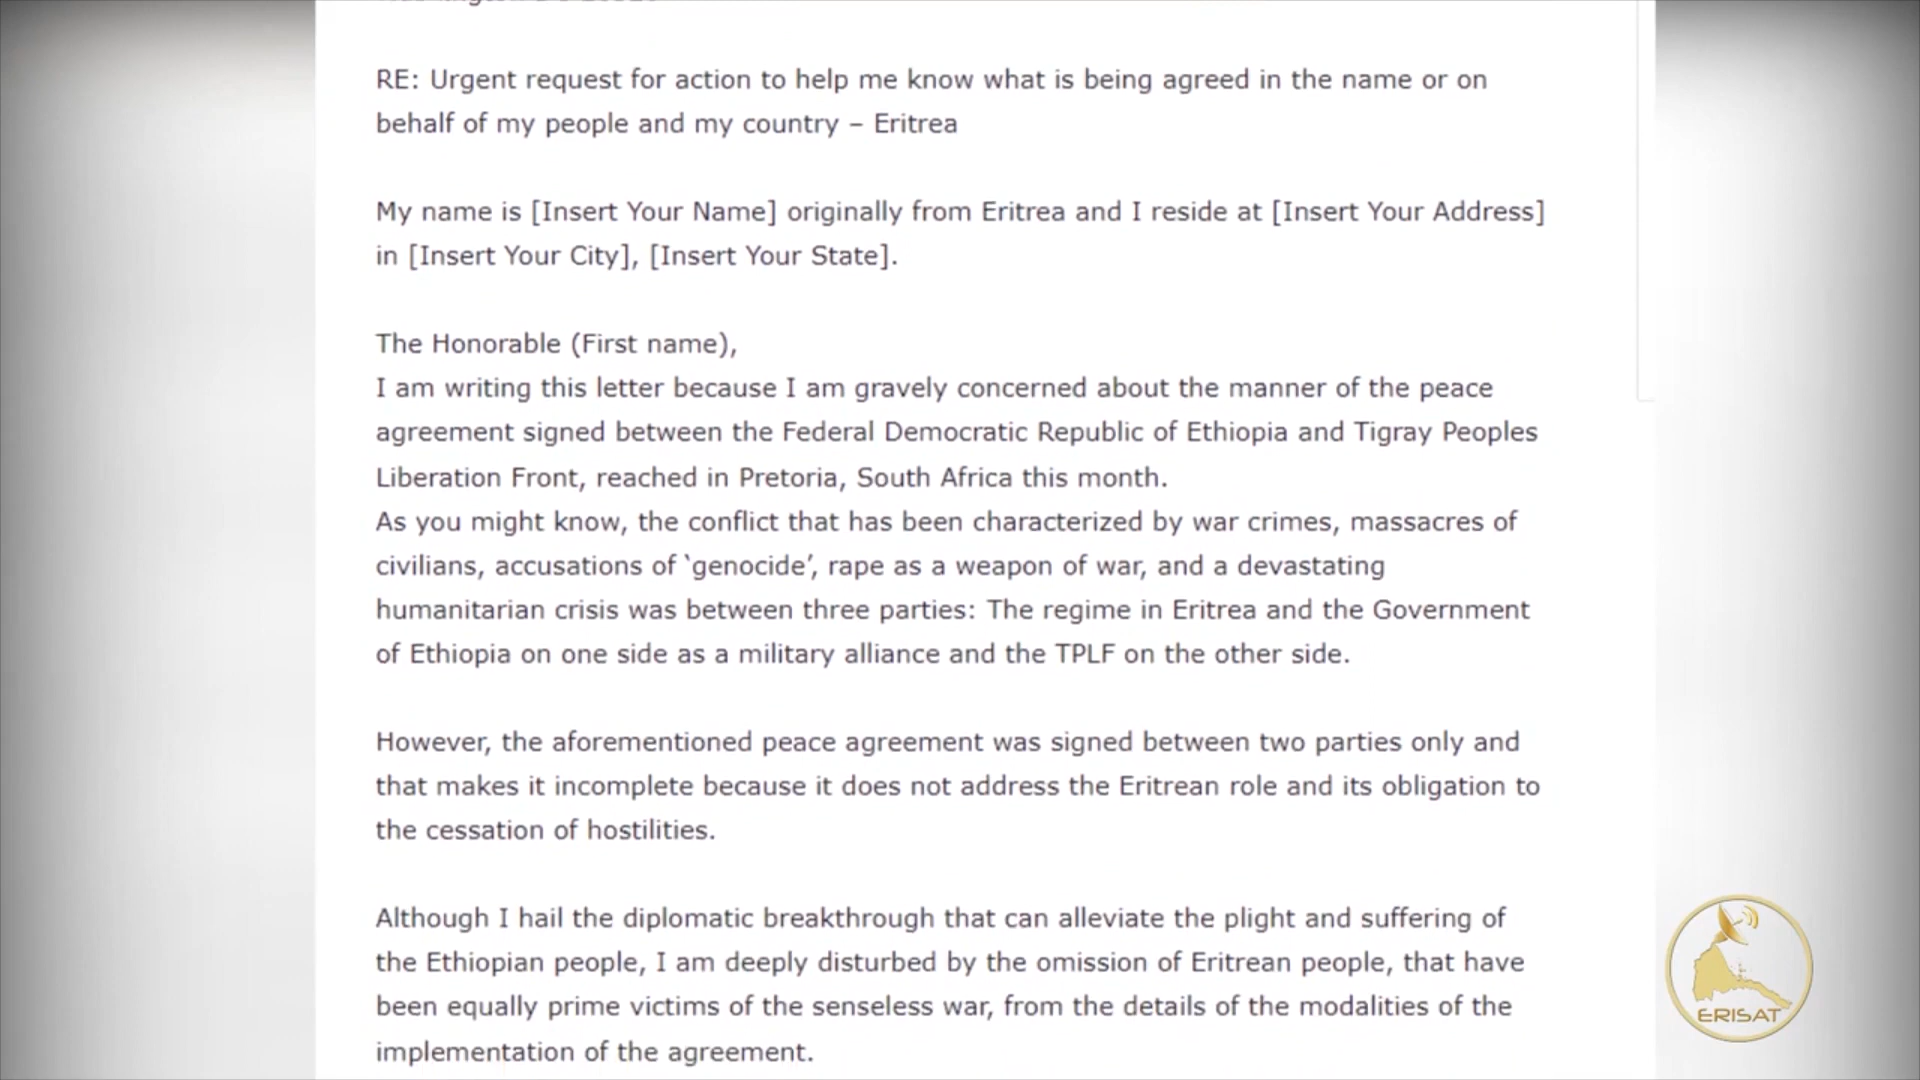 RE: Urgent request for action to help me know what is being agreed in the name or on
behalf of my people and my country – Eritrea
My name is [Insert Your Name] originally from Eritrea and I reside at [Insert Your Address]
in [Insert Your City], [Insert Your State].
The Honorable (First name),
I am writing this letter because I am gravely concerned about the manner of the peace
agreement signed between the Federal Democratic Republic of Ethiopia and Tigray Peoples
Liberation Front, reached in Pretoria, South Africa this month.
As you might know, the conflict that has been characterized by war crimes, massacres of
civilians, accusations of ‘genocide’, rape as a weapon of war, and a devastating
humanitarian crisis was between three parties: The regime in Eritrea and the Government
of Ethiopia on one side as a military alliance and the TPLF on the other side.
However, the aforementioned peace agreement was signed between two parties only and
that makes it incomplete because it does not address the Eritrean role and its obligation to
the cessation of hostilities.
Although I hail the diplomatic breakthrough that can alleviate the plight and suffering of
the Ethiopian people, I am deeply disturbed by the omission of Eritrean people, that have
been equally prime victims of the senseless war, from the details of the modalities of the
implementation of the agreement.
ERISAT